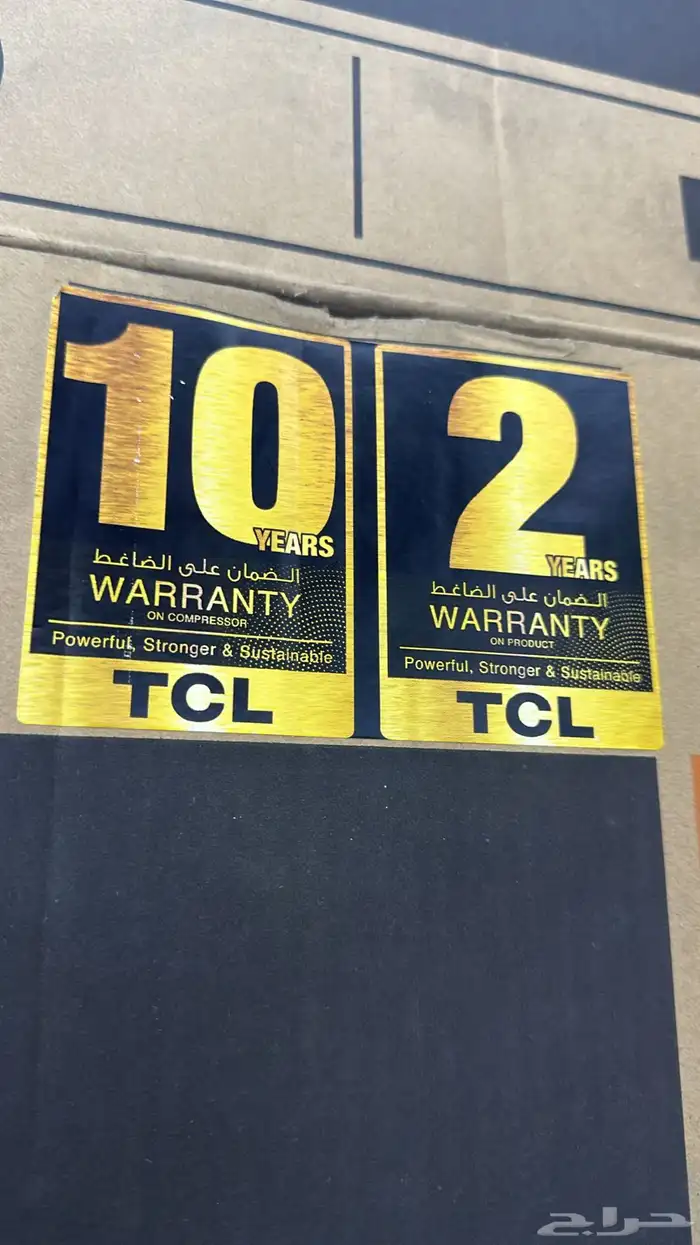 10
YEARS
الضمان على الضاغط
WARRANTY
ON COMPRESSOR
Powerful, Stronger & Sustainable
TCL
2
YEARS
الضمان على الضاغط
WARRANTY
ON PRODUCT
Powerful, Stronger & Sustainable
TCL
حراج